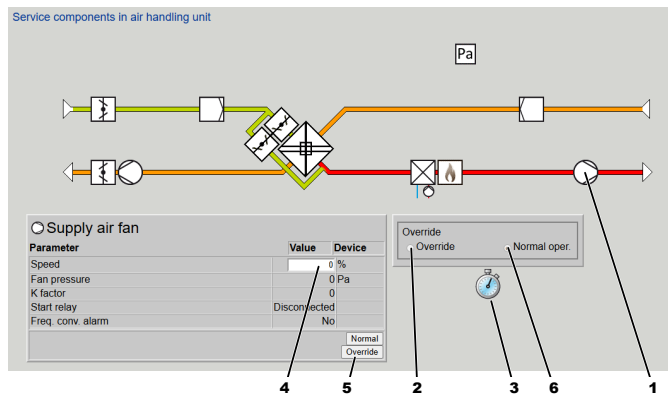 Service components in air handling unit
Pa
Supply air fan
Parameter Value Device
Speed 0 %
Fan pressure 0 Pa
K factor 0
Start relay Disconnected
Freq. conv. alarm No
Normal
Override
Override
Override Normal oper.
4 5 2 3 6 1